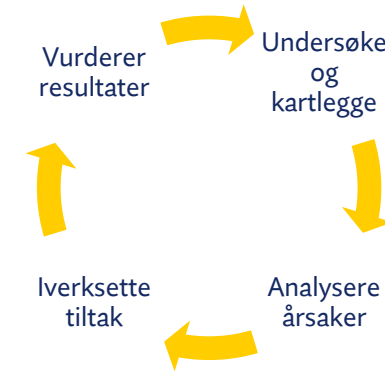 Vurderer
resultater
Undersøke
og
kartlegge
Iverksette
tiltak
Analysere
årsaker